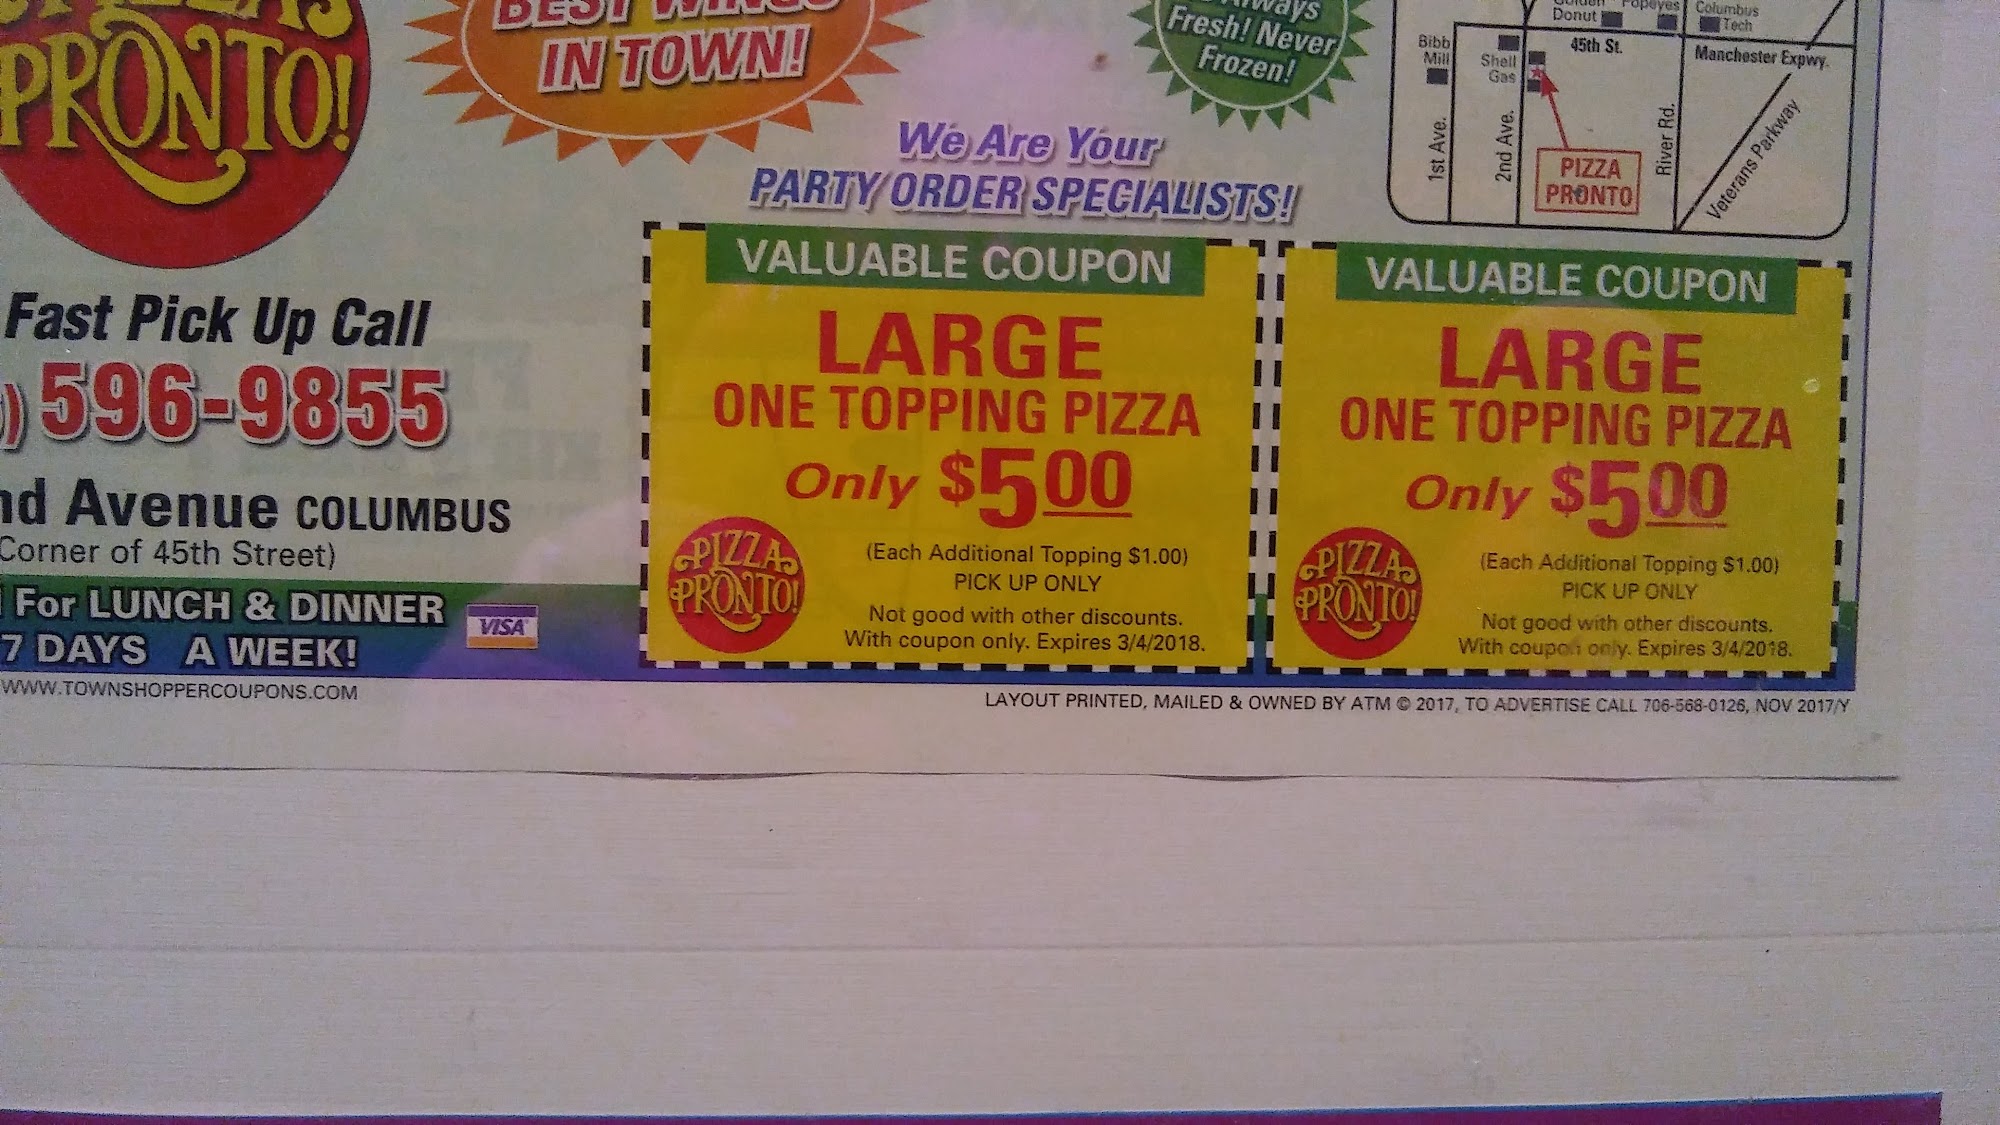 PRONTO!
BEST WINGS
IN TOWN!
Always
Fresh! Never
Frozen!
We Are Your
PARTY ORDER SPECIALISTS!
Donut
Popeyes
Columbus
Tech
Bibb
Mill
Shell
Gas
45th St.
Manchester Expwy.
1st Ave.
2nd Ave.
River Rd.
Veterans Parkway
PIZZA
PRONTO
Fast Pick Up Call
) 596-9855
Avenue COLUMBUS
Corner of 45th Street)
For LUNCH & DINNER
7 DAYS A WEEK!
VISA
WWW.TOWNSHOPPERCOUPONS.COM
VALUABLE COUPON
LARGE
ONE TOPPING PIZZA
Only $5.00
PIZZA
PRONTO!
(Each Additional Topping $1.00)
PICK UP ONLY
Not good with other discounts.
With coupon only. Expires 3/4/2018.
VALUABLE COUPON
LARGE
ONE TOPPING PIZZA
Only $5.00
PIZZA
PRONTO!
(Each Additional Topping $1.00)
PICK UP ONLY
Not good with other discounts.
With coupon only. Expires 3/4/2018.
LAYOUT PRINTED, MAILED & OWNED BY ATM © 2017, TO ADVERTISE CALL 706-568-0126, NOV 2017/Y